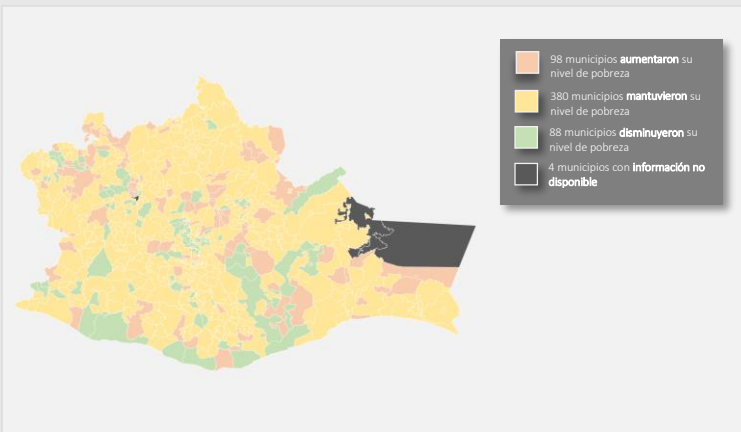 98 municipios aumentaron su
nivel de pobreza
380 municipios mantuvieron su
nivel de pobreza
88 municipios disminuyeron su
nivel de pobreza
4 municipios con información no
disponible